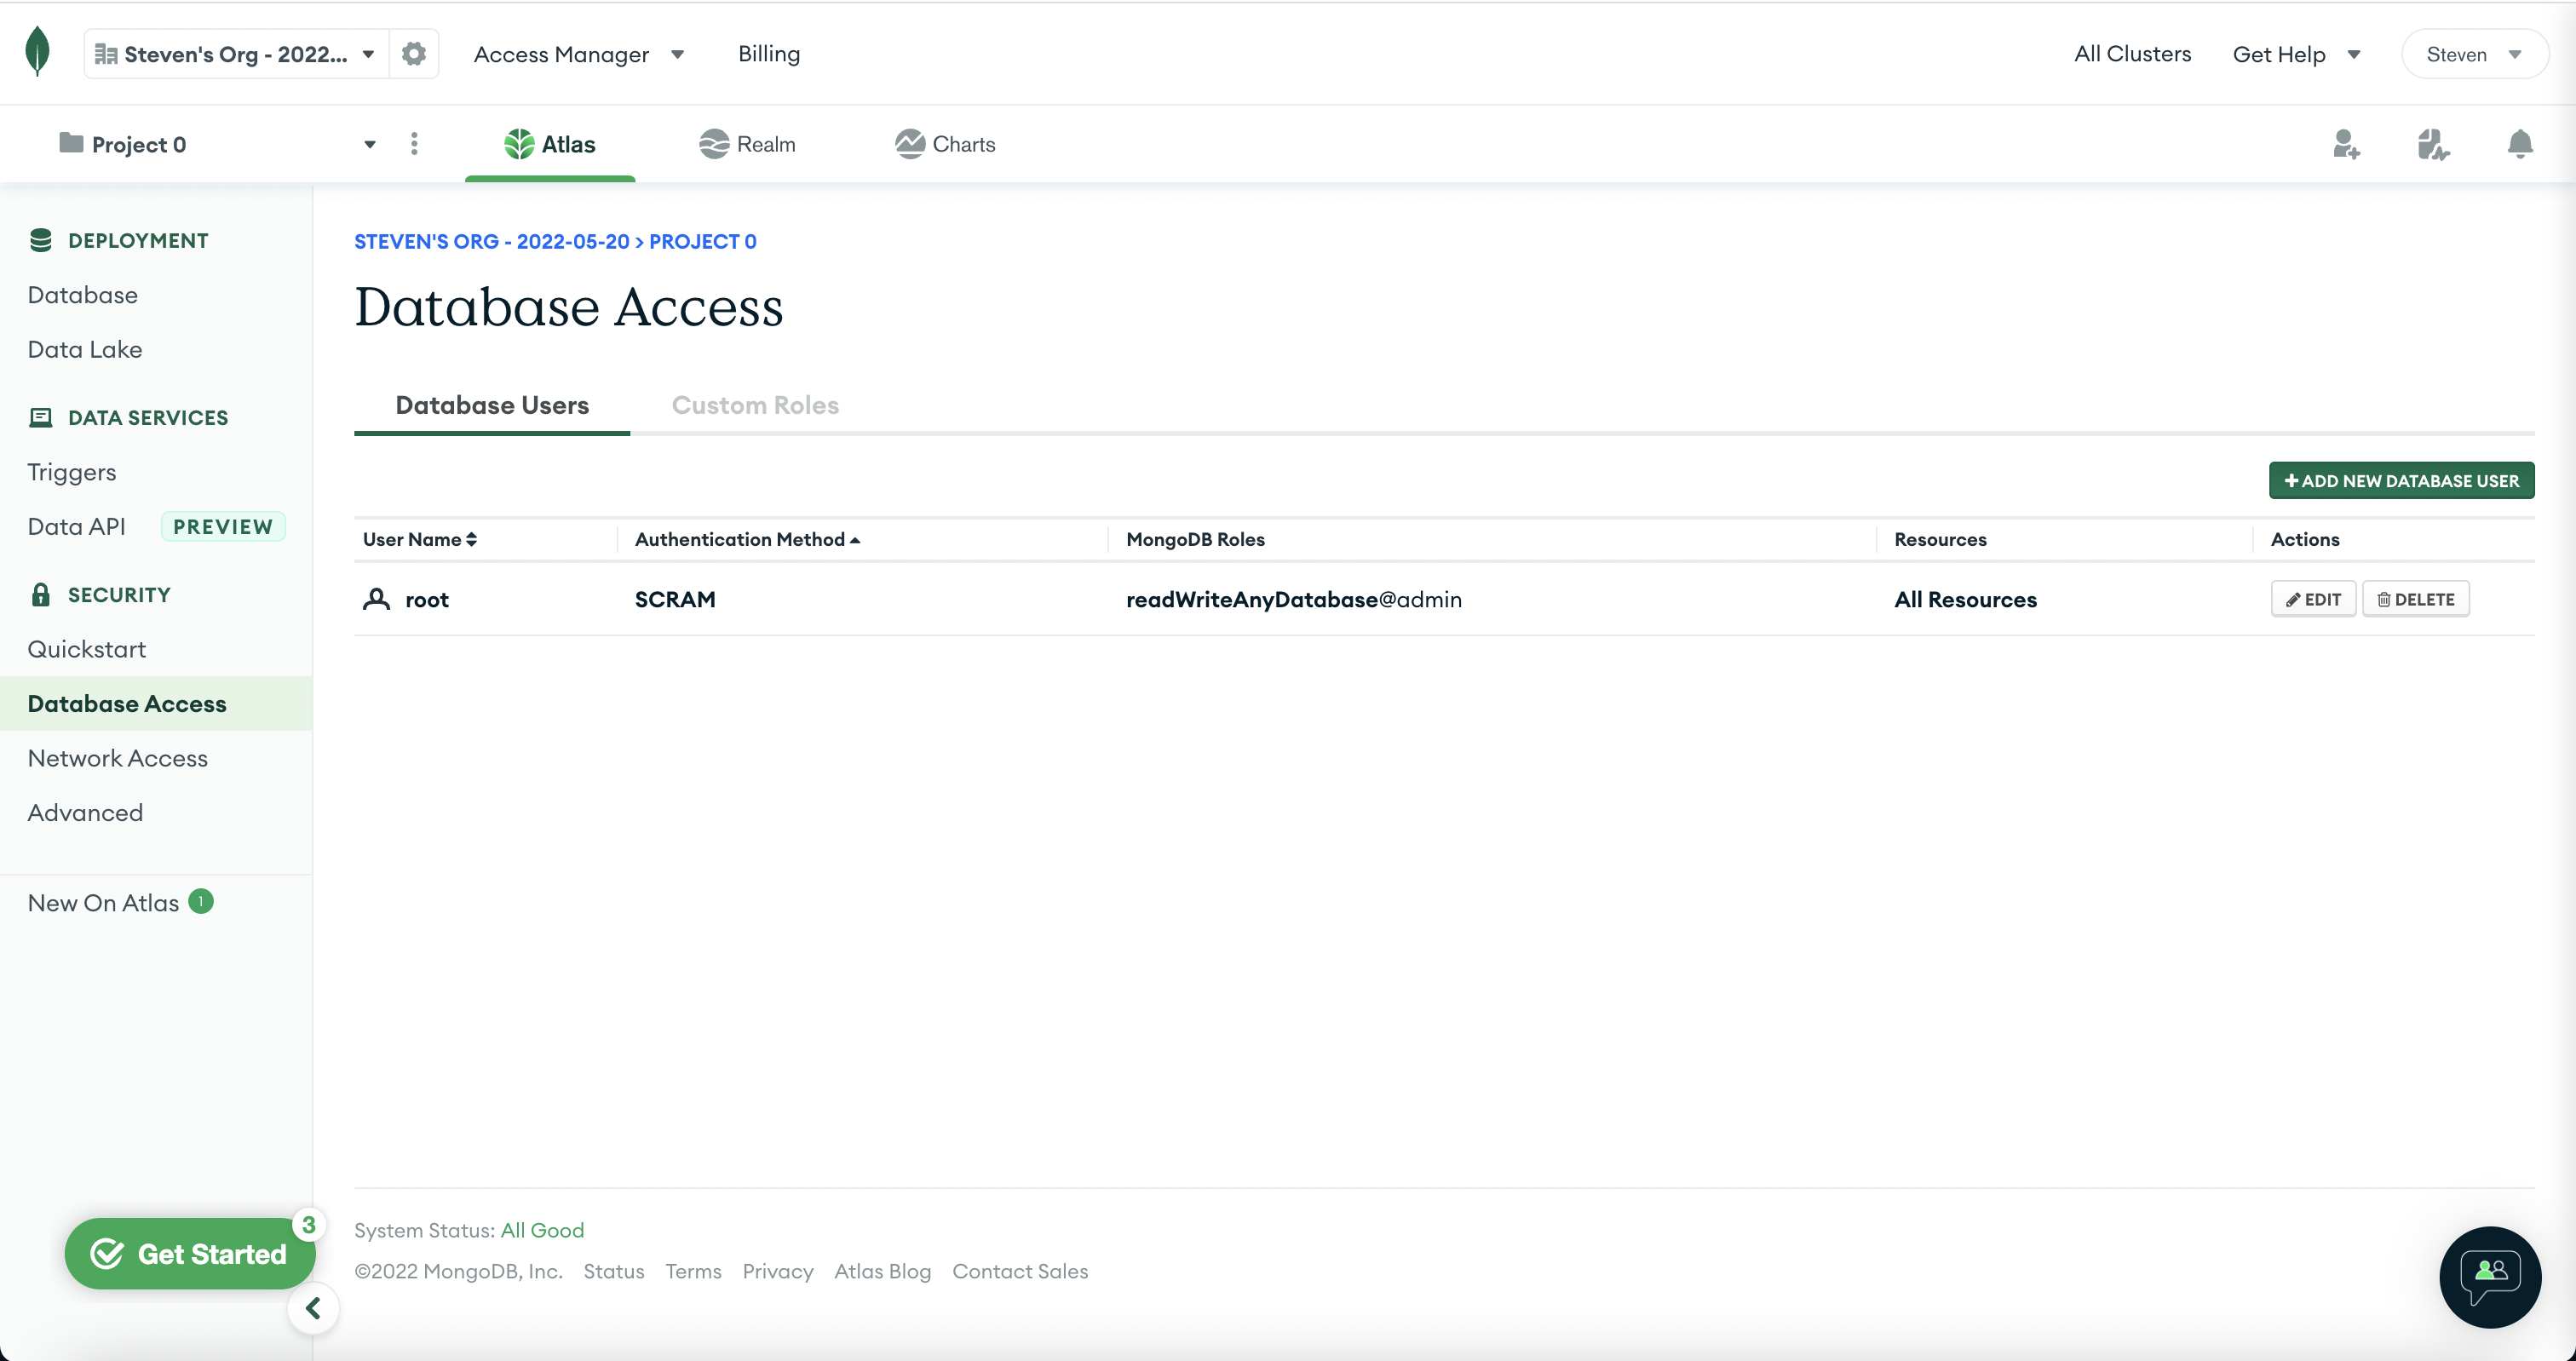 Steven's Org - 2022...
Access Manager
Billing
All Clusters
Get Help
Steven
Project 0
Atlas
Realm
Charts
DEPLOYMENT
Database
Data Lake
DATA SERVICES
Triggers
Data API PREVIEW
SECURITY
Quickstart
Database Access
Network Access
Advanced
New On Atlas 1
Get Started 3
STEVEN'S ORG - 2022-05-20 > PROJECT 0
Database Access
Database Users Custom Roles
+ ADD NEW DATABASE USER
User Name Authentication Method MongoDB Roles Resources Actions
root SCRAM readWriteAnyDatabase@admin All Resources EDIT DELETE
System Status: All Good
©2022 MongoDB, Inc. Status Terms Privacy Atlas Blog Contact Sales